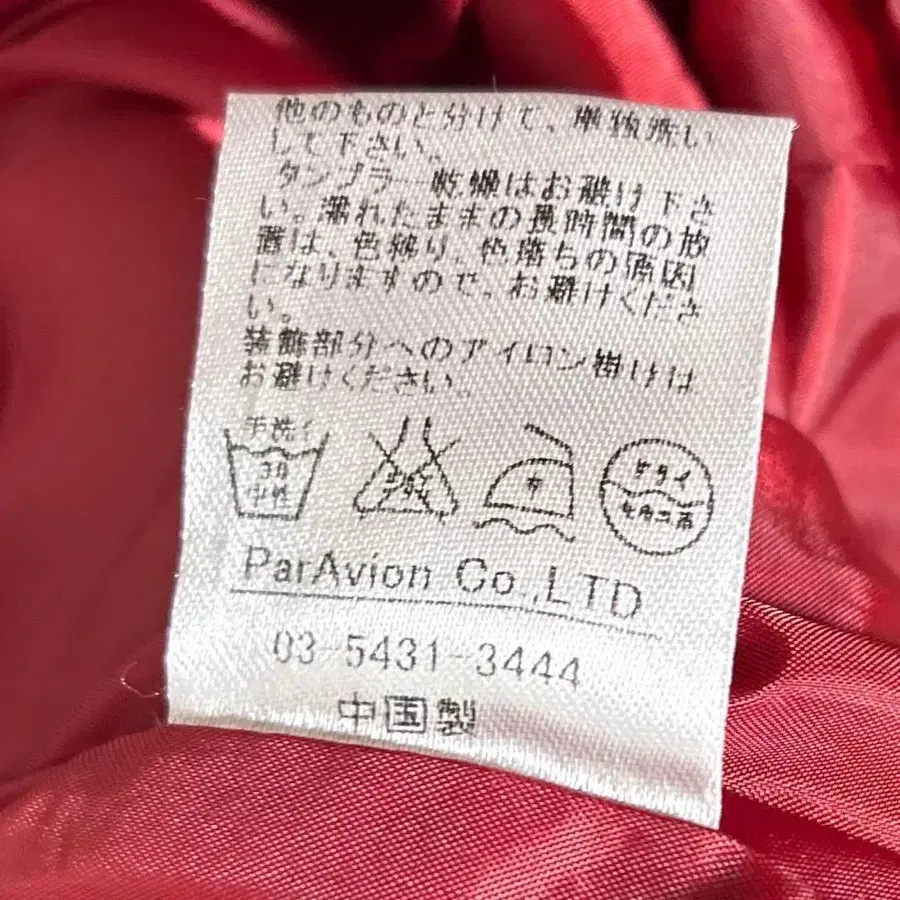 他のものと分けて、単独洗い
して下さい。
タンブラー乾燥はお避け下さ
い。濡れたままの長時間の放
置は、色移り、色落ちの原因
になりますので、お避けくださ
い。
装飾部分へのアイロン掛けは
お避けください。
手洗イ
30
中性
中
ドライ
セキユ系
ParAvion Co.,LTD
03-5431-3444
中国製